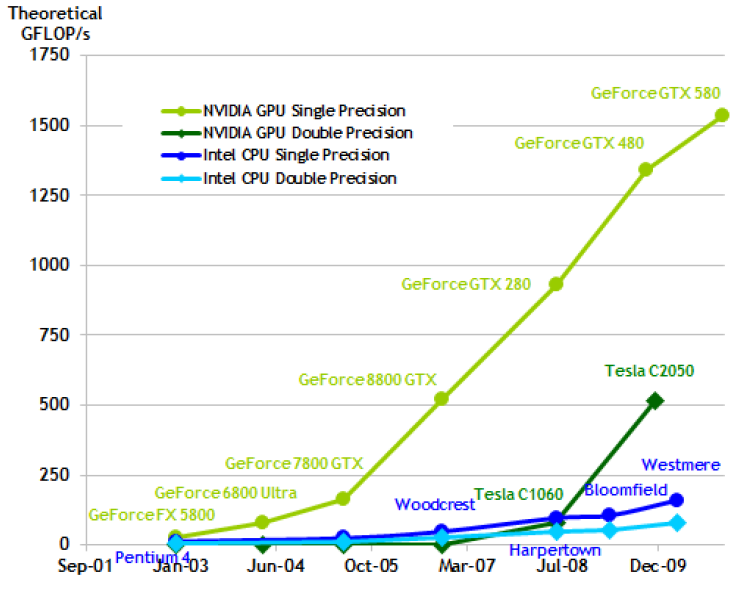 Theoretical
GFLOP/s
1750
1500
1250
1000
750
500
250
0
NVIDIA GPU Single Precision
NVIDIA GPU Double Precision
Intel CPU Single Precision
Intel CPU Double Precision
GeForce GTX 580
GeForce GTX 480
GeForce GTX 280
GeForce 8800 GTX
Tesla C2050
GeForce 7800 GTX
Westmere
GeForce 6800 Ultra
Tesla C1060
Bloomfield
Woodcrest
GeForce FX 5800
Harpertown
Pentium 4
Sep-01
Jan-03
Jun-04
Oct-05
Mar-07
Jul-08
Dec-09